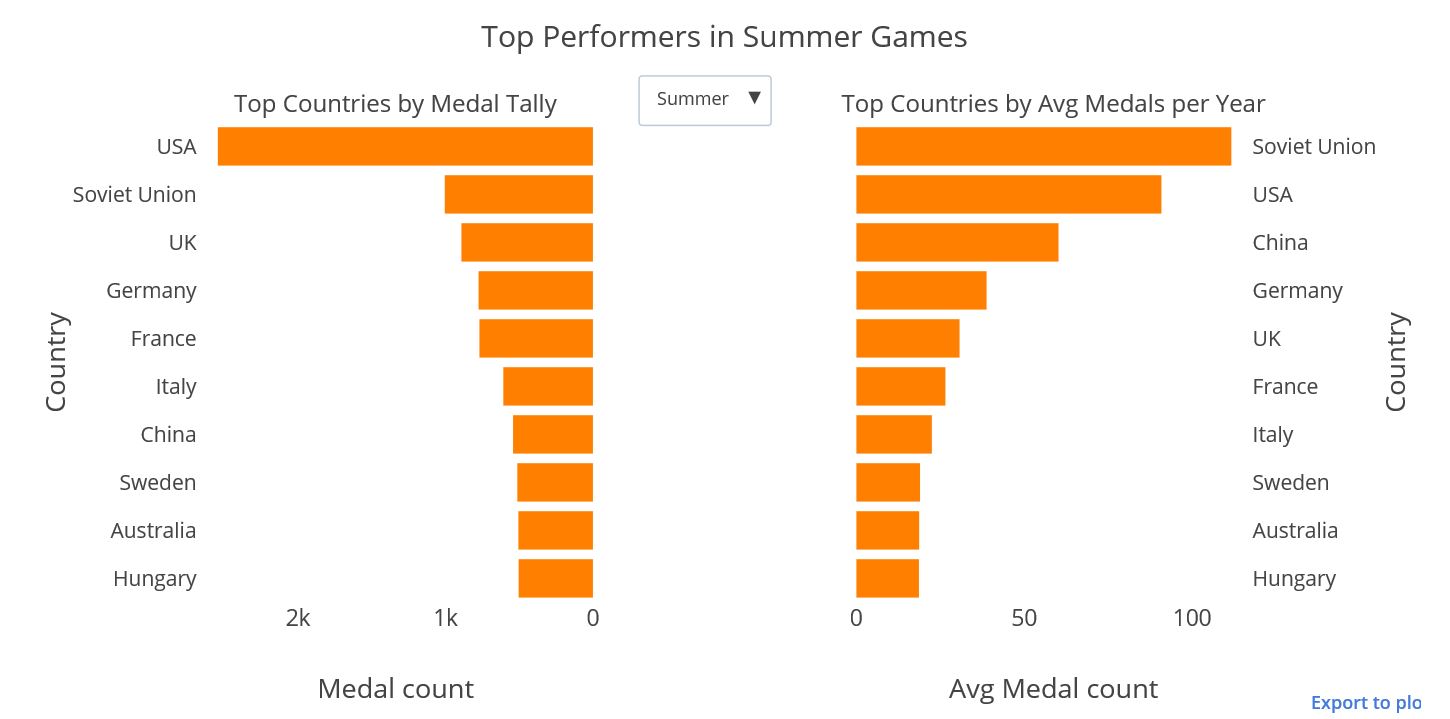 Top Performers in Summer Games
Summer ▼
Top Countries by Medal Tally
USA
Soviet Union
UK
Germany
France
Italy
China
Sweden
Australia
Hungary
Country
2k 1k 0
Medal count
Top Countries by Avg Medals per Year
Soviet Union
USA
China
Germany
UK
France
Italy
Sweden
Australia
Hungary
Country
0 50 100
Avg Medal count
Export to plo